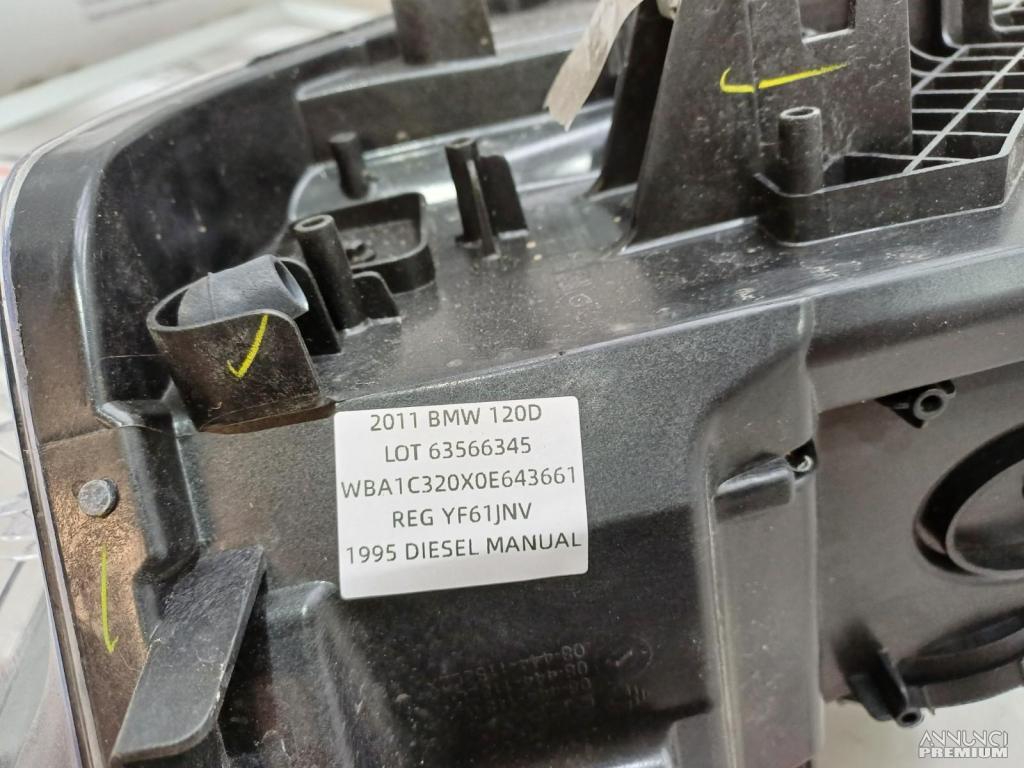 2011 BMW 120D
LOT 63566345
WBA1C320X0E643661
REG YF61JNV
1995 DIESEL MANUAL
ANNUNCI
PREMIUM